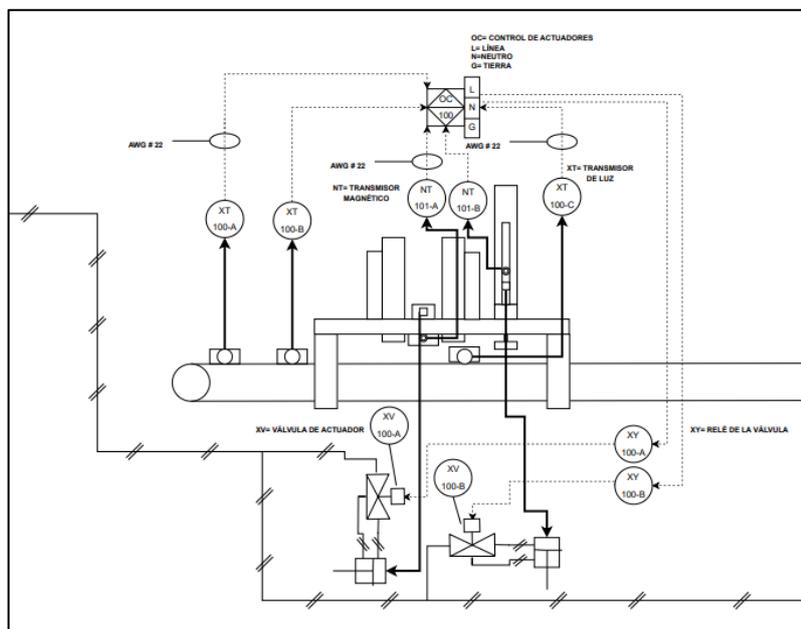 OC= CONTROL DE ACTUADORES
L= LÍNEA
N=NEUTRO
G= TIERRA
OC
100
L
N
G
AWG # 22
AWG # 22
AWG # 22
NT= TRANSMISOR
MAGNÉTICO
XT= TRANSMISOR
DE LUZ
XT
100-A
XT
100-B
NT
101-A
NT
101-B
XT
100-C
XV= VÁLVULA DE ACTUADOR
XV
100-A
XV
100-B
XY
100-A
XY
100-B
XY= RELÉ DE LA VÁLVULA